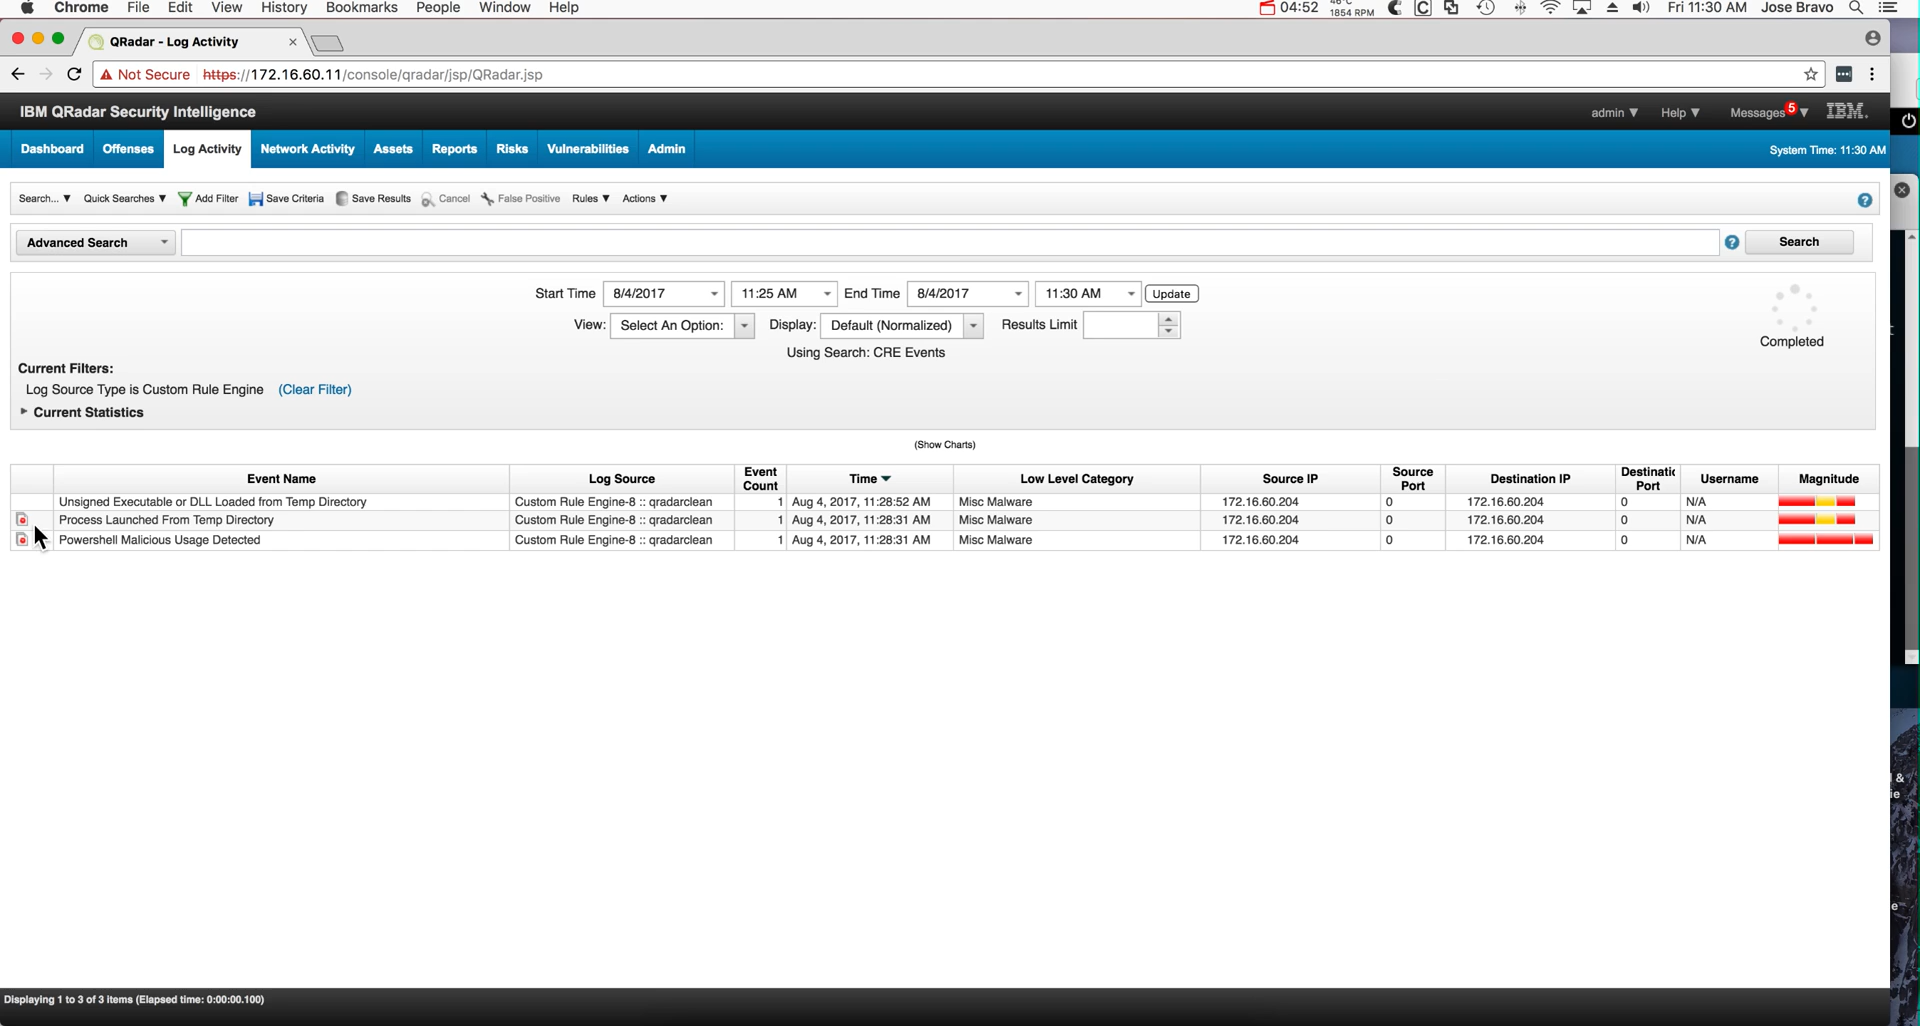 Chrome File Edit View History Bookmarks People Window Help 04:52 46°C 1854 RPM Fri 11:30 AM Jose Bravo
QRadar - Log Activity
Not Secure https://172.16.60.11/console/qradar/jsp/QRadar.jsp
IBM QRadar Security Intelligence admin Help Messages 5 IBM.
Dashboard Offenses Log Activity Network Activity Assets Reports Risks Vulnerabilities Admin System Time: 11:30 AM
Search... Quick Searches Add Filter Save Criteria Save Results Cancel False Positive Rules Actions
Advanced Search Search
Start Time 8/4/2017 11:25 AM End Time 8/4/2017 11:30 AM Update
View: Select An Option: Display: Default (Normalized) Results Limit
Completed
Using Search: CRE Events
Current Filters:
Log Source Type is Custom Rule Engine (Clear Filter)
Current Statistics
(Show Charts)
Event Name Log Source Event Count Time Low Level Category Source IP Source Port Destination IP Destinatic Port Username Magnitude
Unsigned Executable or DLL Loaded from Temp Directory Custom Rule Engine-8 :: qradarclean 1 Aug 4, 2017, 11:28:52 AM Misc Malware 172.16.60.204 0 172.16.60.204 0 N/A
Process Launched From Temp Directory Custom Rule Engine-8 :: qradarclean 1 Aug 4, 2017, 11:28:31 AM Misc Malware 172.16.60.204 0 172.16.60.204 0 N/A
Powershell Malicious Usage Detected Custom Rule Engine-8 :: qradarclean 1 Aug 4, 2017, 11:28:31 AM Misc Malware 172.16.60.204 0 172.16.60.204 0 N/A
Displaying 1 to 3 of 3 items (Elapsed time: 0:00:00.100)